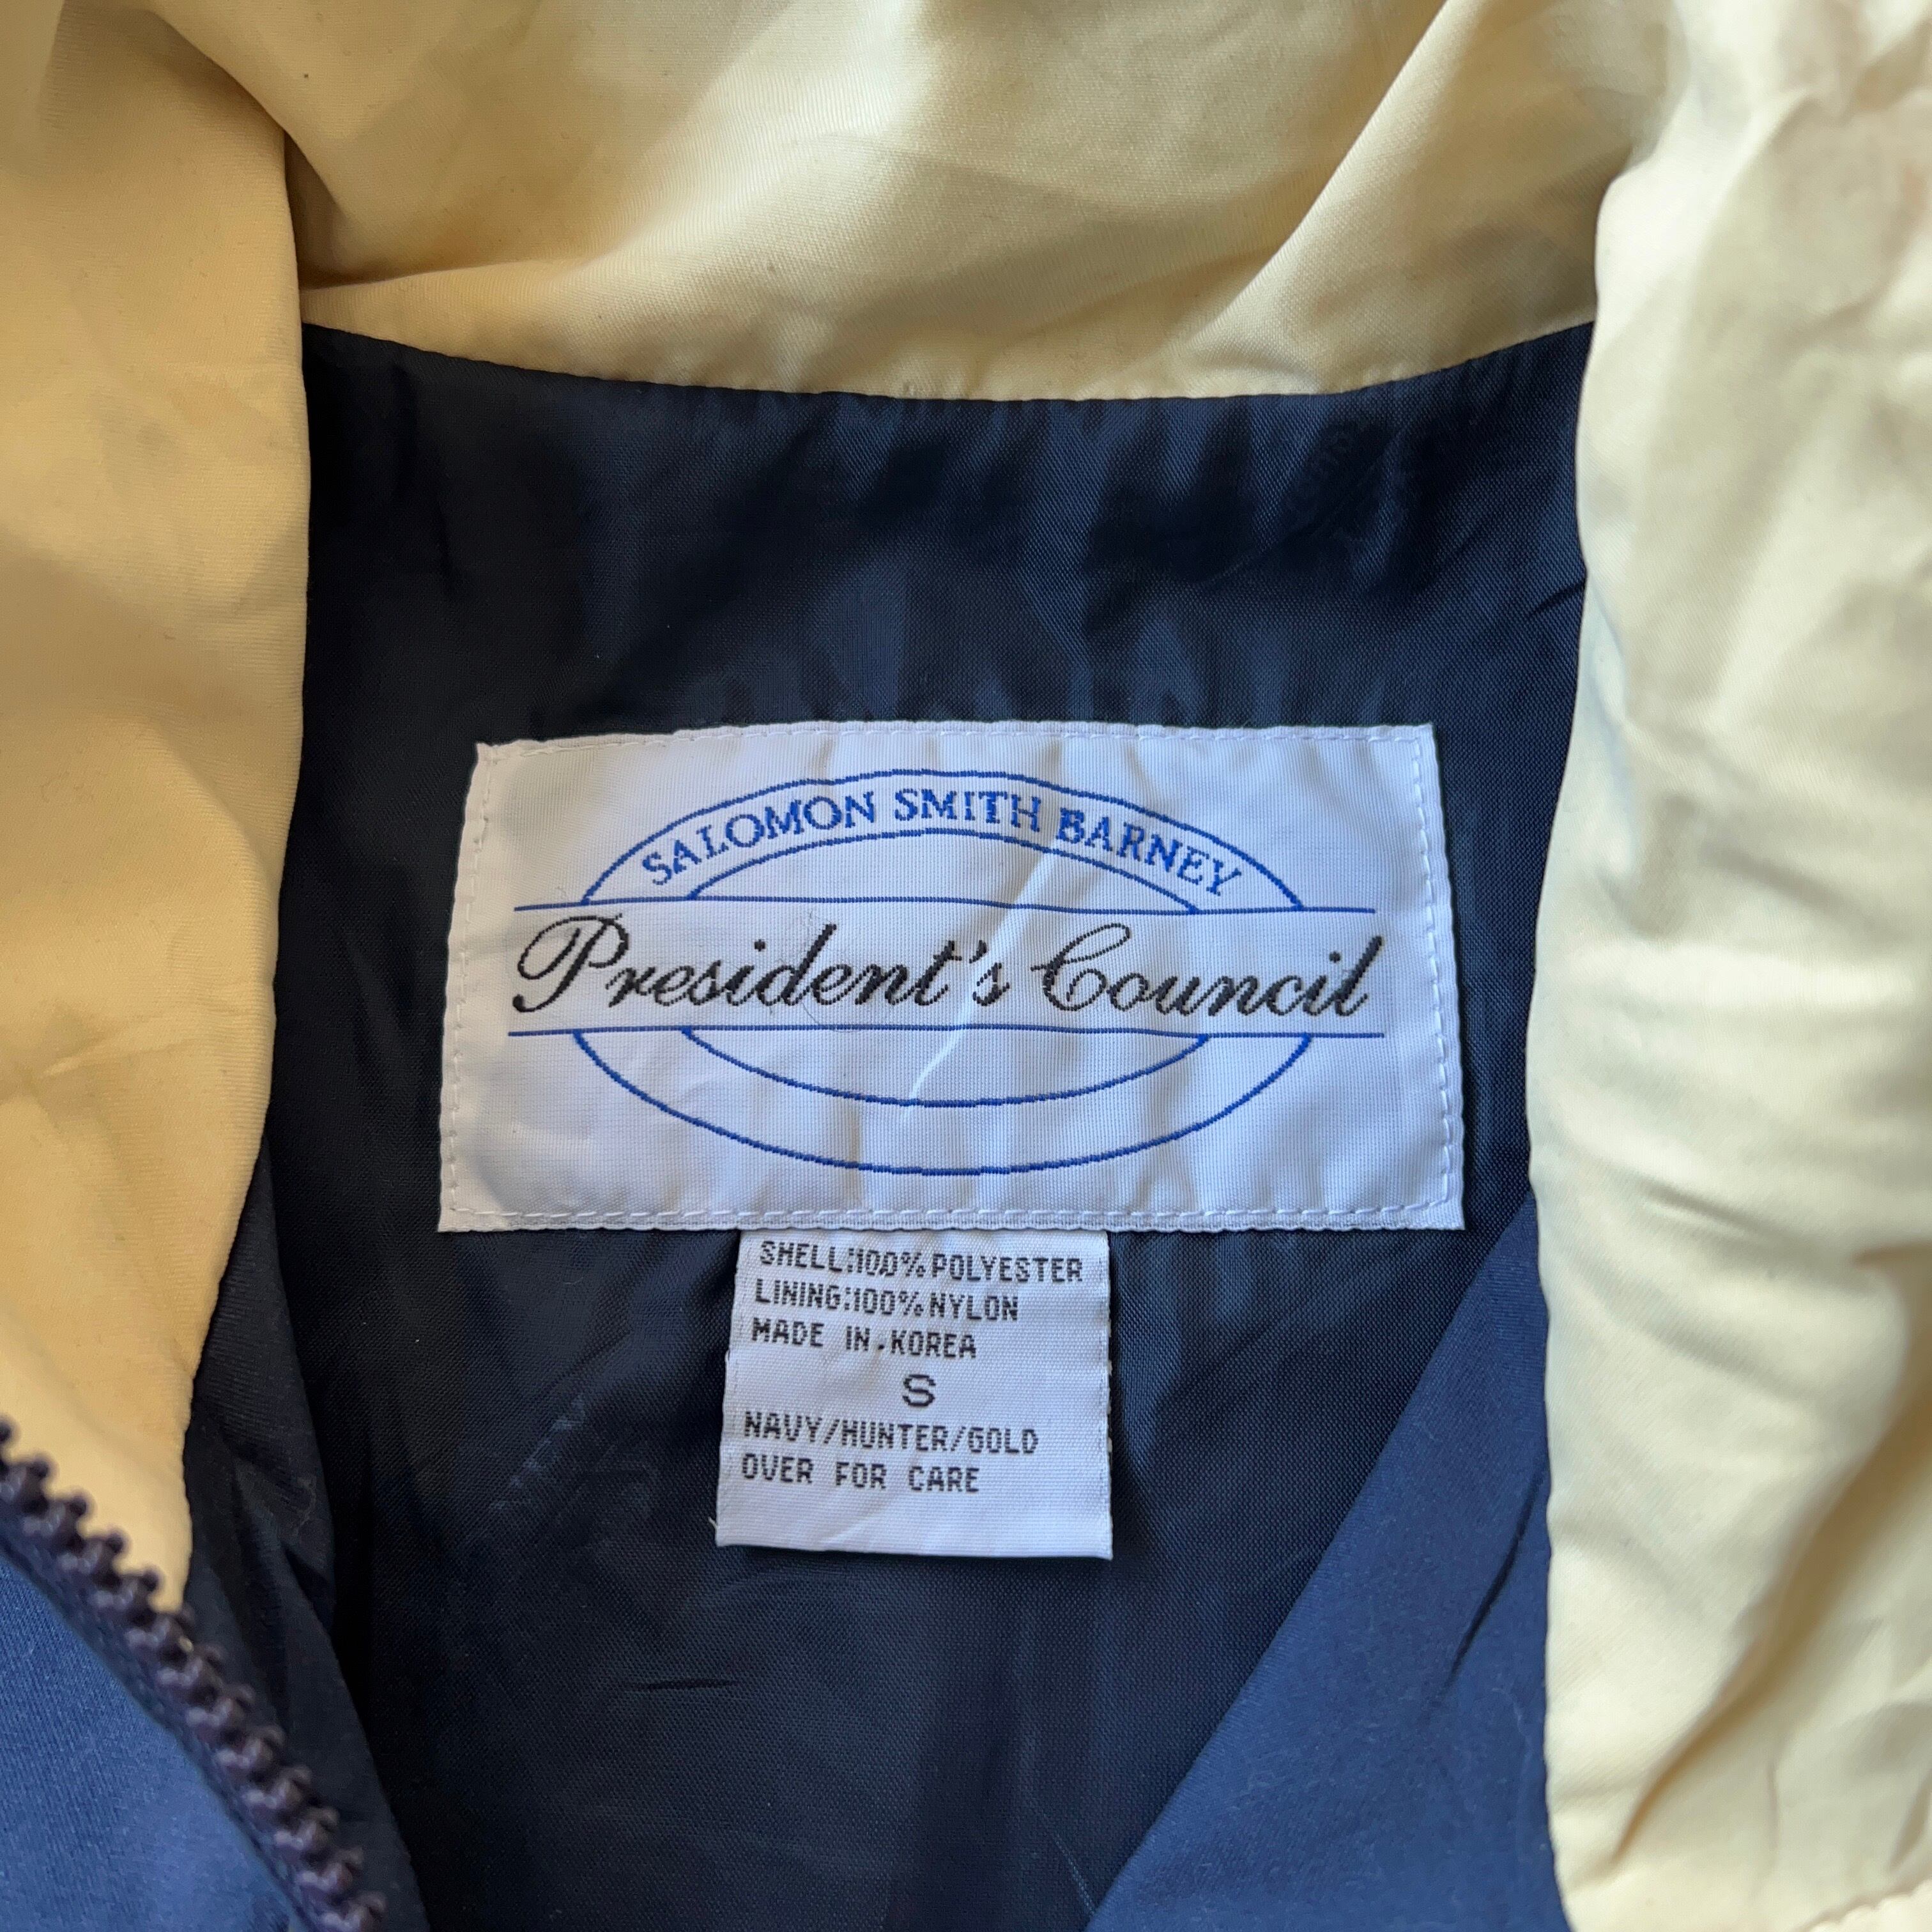 SALOMON SMITH BARNEY
President's Council
SHELL:100% POLYESTER
LINING:100% NYLON
MADE IN KOREA
S
NAVY/HUNTER/GOLD
OVER FOR CARE